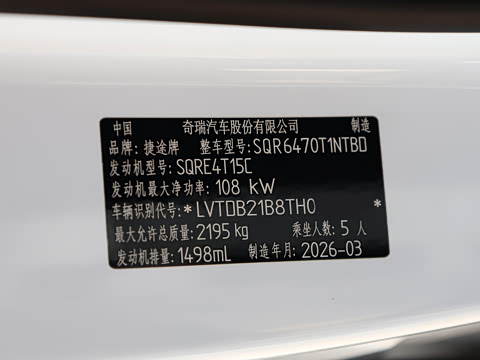 中国 奇瑞汽车股份有限公司 制造
品牌: 捷途牌 整车型号: SQR6470T1NTBD
发动机型号: SQRE4T15C
发动机最大净功率: 108 kW
车辆识别代号: *LVTDB21B8TH0 *
最大允许总质量: 2195 kg 乘坐人数: 5 人
发动机排量: 1498mL 制造年月: 2026-03